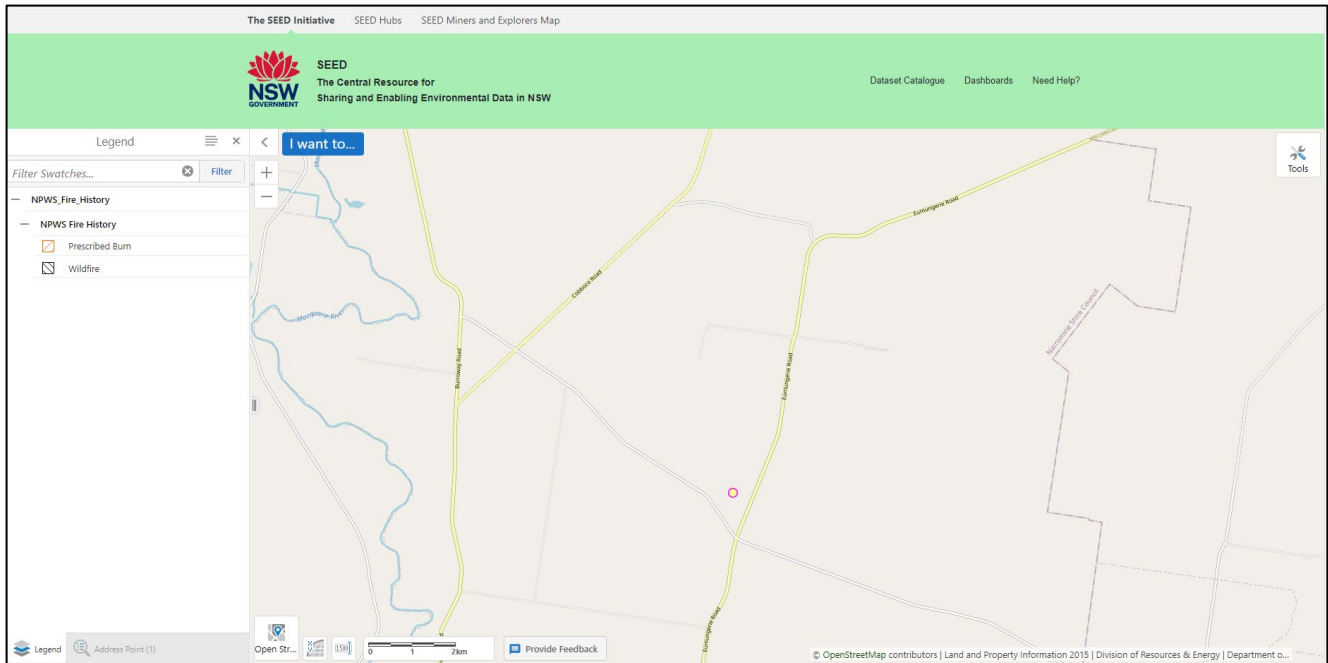 The SEED Initiative SEED Hubs SEED Miners and Explorers Map
NSW
GOVERNMENT
SEED
The Central Resource for
Sharing and Enabling Environmental Data in NSW
Dataset Catalogue Dashboards Need Help?
Legend
Filter Swatches... Filter
NPWS_Fire_History
NPWS Fire History
Prescribed Burn
Wildfire
I want to...
Tools
Eumungerie Road
Cobboco Road
Macquarie River
Narromine Shire Council
Burroway Road
Eumungerie Road
Eumungerie Road
Legend Address Point (1)
Open Str...
0 1 2km
Provide Feedback
© OpenStreetMap contributors | Land and Property Information 2015 | Division of Resources & Energy | Department o...